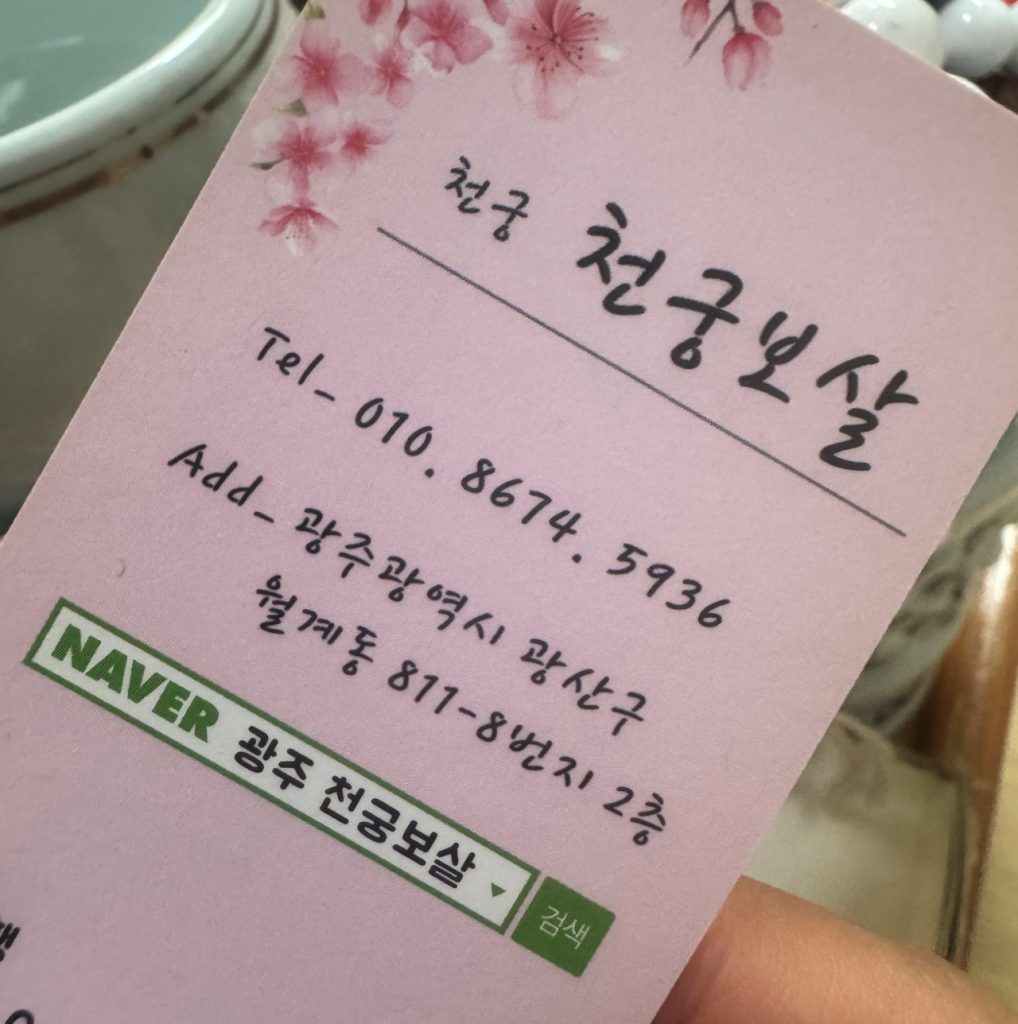 천궁 천궁보살
Tel_ 010. 8674. 5936
Add_ 광주광역시 광산구
월계동 811-8번지 2층
NAVER 광주 천궁보살 ▼ 검색